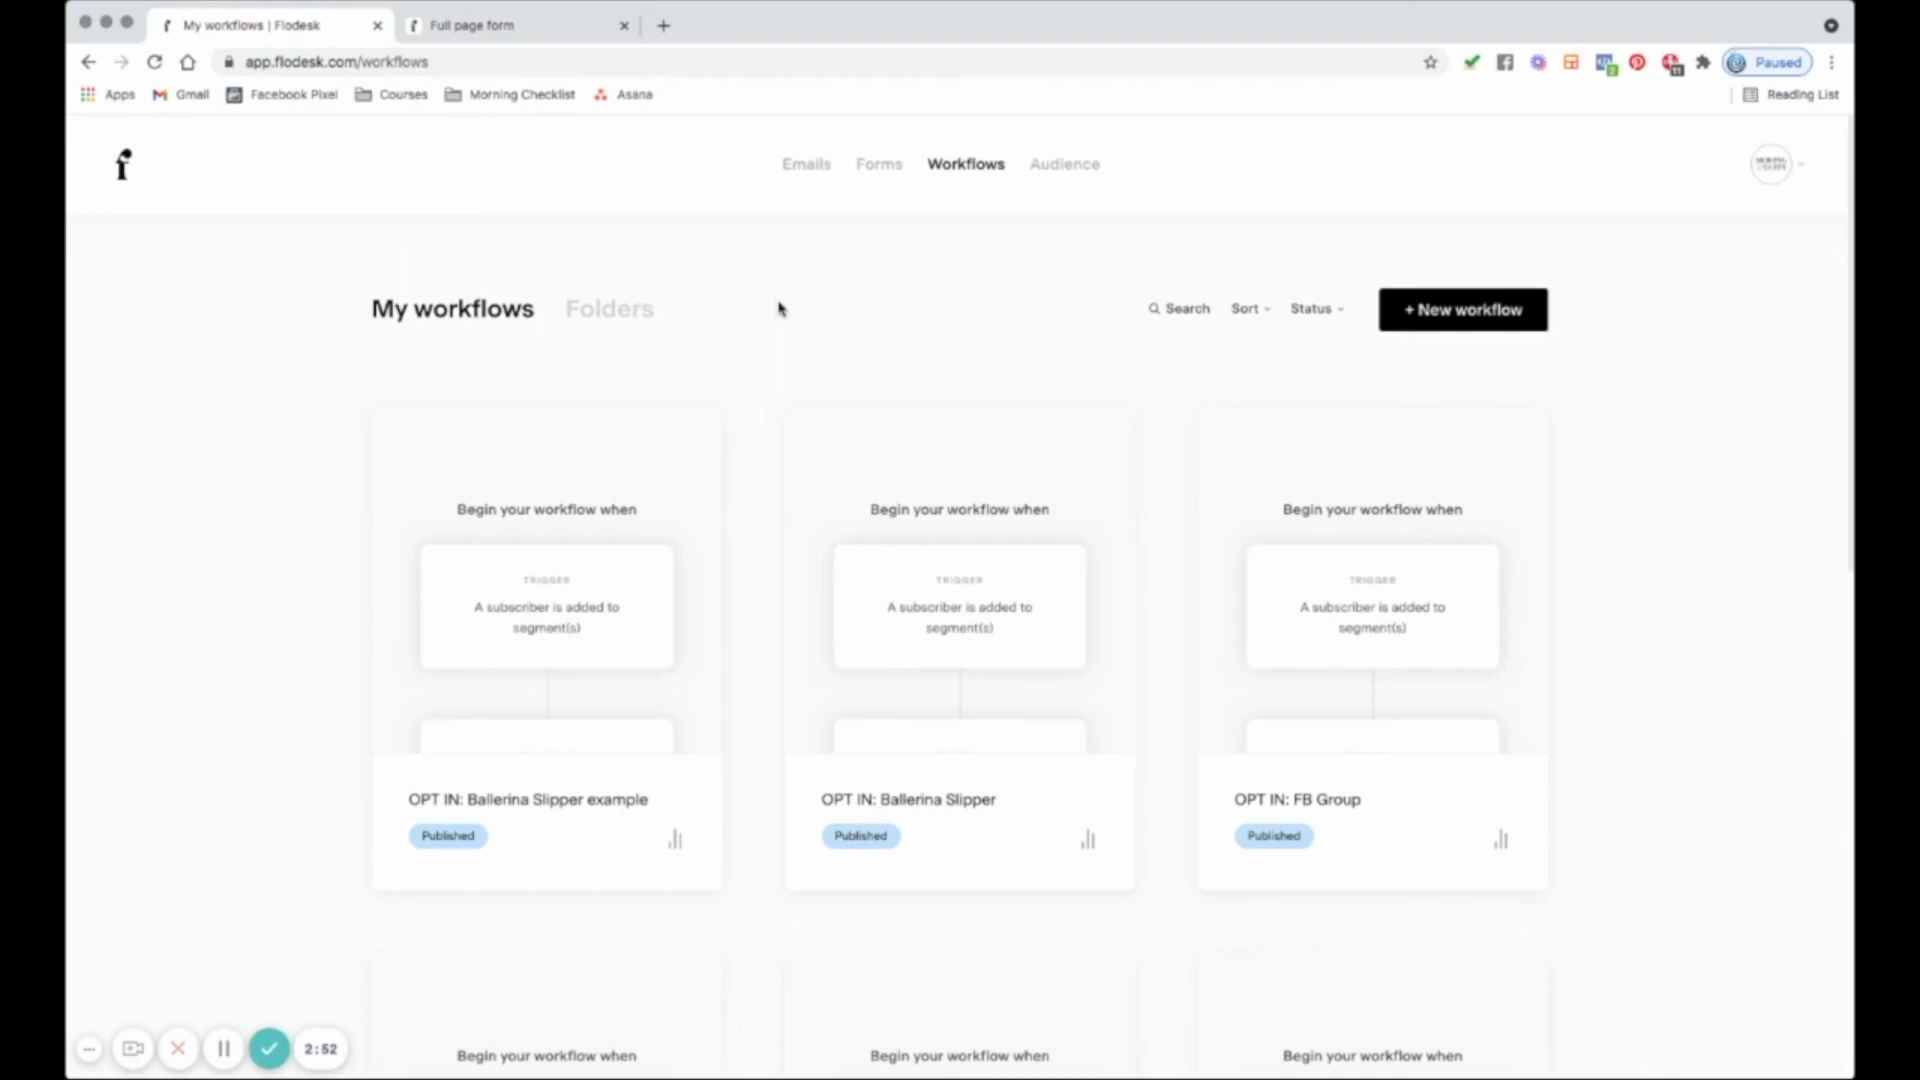 My workflows | Flodesk
Full page form
app.flodesk.com/workflows
Paused
Apps
Gmail
Facebook Pixel
Courses
Morning Checklist
Asana
Reading List
f
Emails
Forms
Workflows
Audience
My workflows
Folders
Search
Sort
Status
+ New workflow
Begin your workflow when
TRIGGER
A subscriber is added to
segment(s)
OPT IN: Ballerina Slipper example
Published
Begin your workflow when
TRIGGER
A subscriber is added to
segment(s)
OPT IN: Ballerina Slipper
Published
Begin your workflow when
TRIGGER
A subscriber is added to
segment(s)
OPT IN: FB Group
Published
Begin your workflow when
Begin your workflow when
Begin your workflow when
2:52